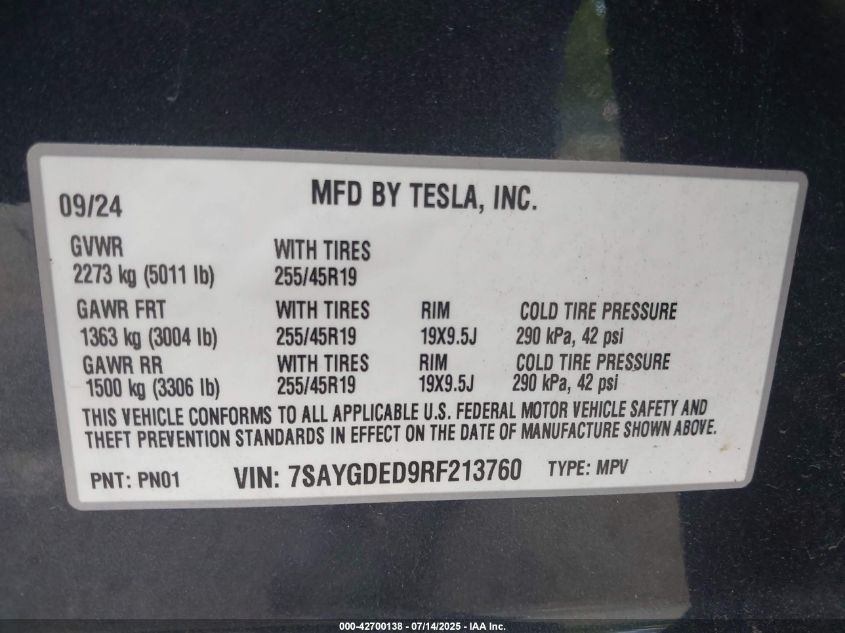 09/24 MFD BY TESLA, INC.
GVWR WITH TIRES
2273 kg (5011 lb) 255/45R19
GAWR FRT WITH TIRES RIM COLD TIRE PRESSURE
1363 kg (3004 lb) 255/45R19 19X9.5J 290 kPa, 42 psi
GAWR RR WITH TIRES RIM COLD TIRE PRESSURE
1500 kg (3306 lb) 255/45R19 19X9.5J 290 kPa, 42 psi
THIS VEHICLE CONFORMS TO ALL APPLICABLE U.S. FEDERAL MOTOR VEHICLE SAFETY AND
THEFT PREVENTION STANDARDS IN EFFECT ON THE DATE OF MANUFACTURE SHOWN ABOVE.
PNT: PN01 VIN: 7SAYGDED9RF213760 TYPE: MPV
000-42700138 - 07/14/2025 - IAA Inc.